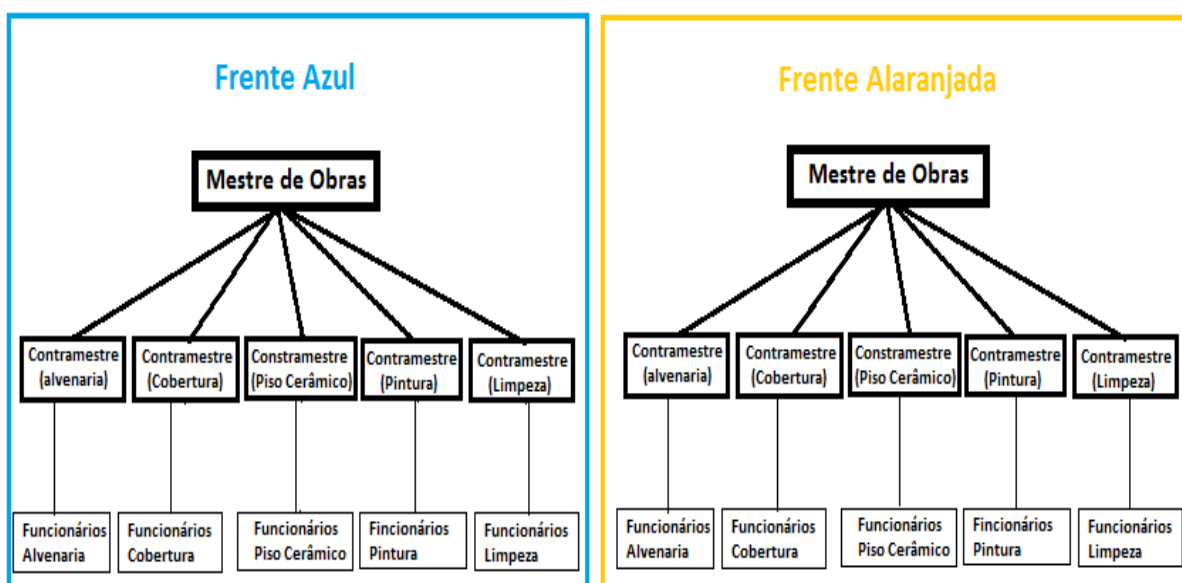 Frente Azul
Mestre de Obras
Contramestre
(alvenaria)
Contramestre
(Cobertura)
Constramestre
(Piso Cerâmico)
Contramestre
(Pintura)
Contramestre
(Limpeza)
Funcionários
Alvenaria
Funcionários
Cobertura
Funcionários
Piso Cerâmico
Fincionários
Pintura
Funcionários
Limpeza
Frente Alaranjada
Mestre de Obras
Contramestre
(alvenaria)
Contramestre
(Cobertura)
Constramestre
(Piso Cerâmico)
Contramestre
(Pintura)
Contramestre
(Limpeza)
Funcionários
Alvenaria
Funcionários
Cobertura
Funcionários
Piso Cerâmico
Fincionários
Pintura
Funcionários
Limpeza